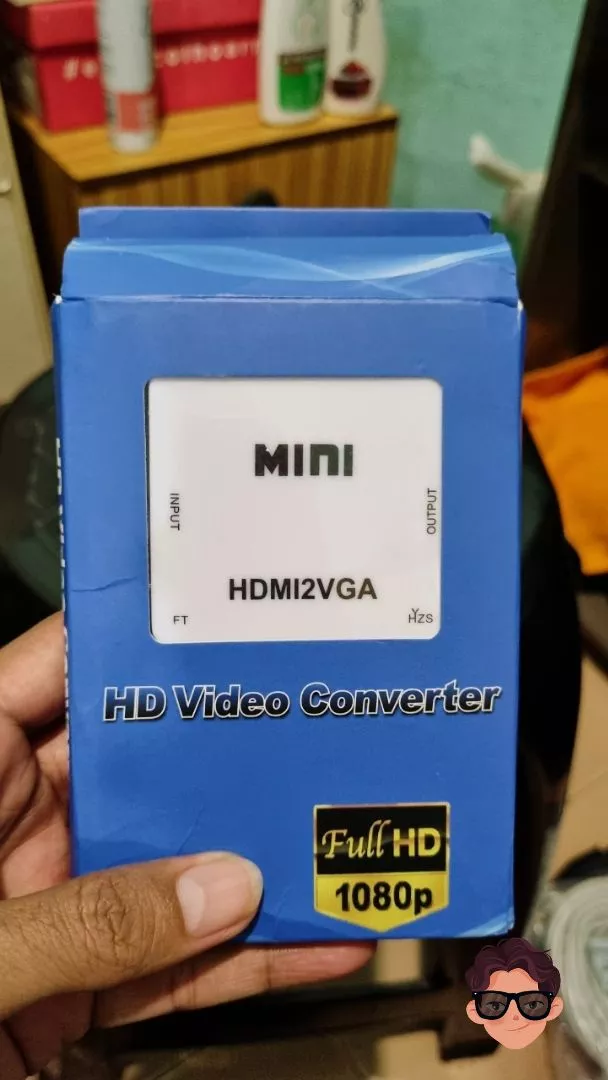 MINI
INPUT
OUTPUT
HDMI2VGA
FT
HZS
HD Video Converter
Full HD
1080p